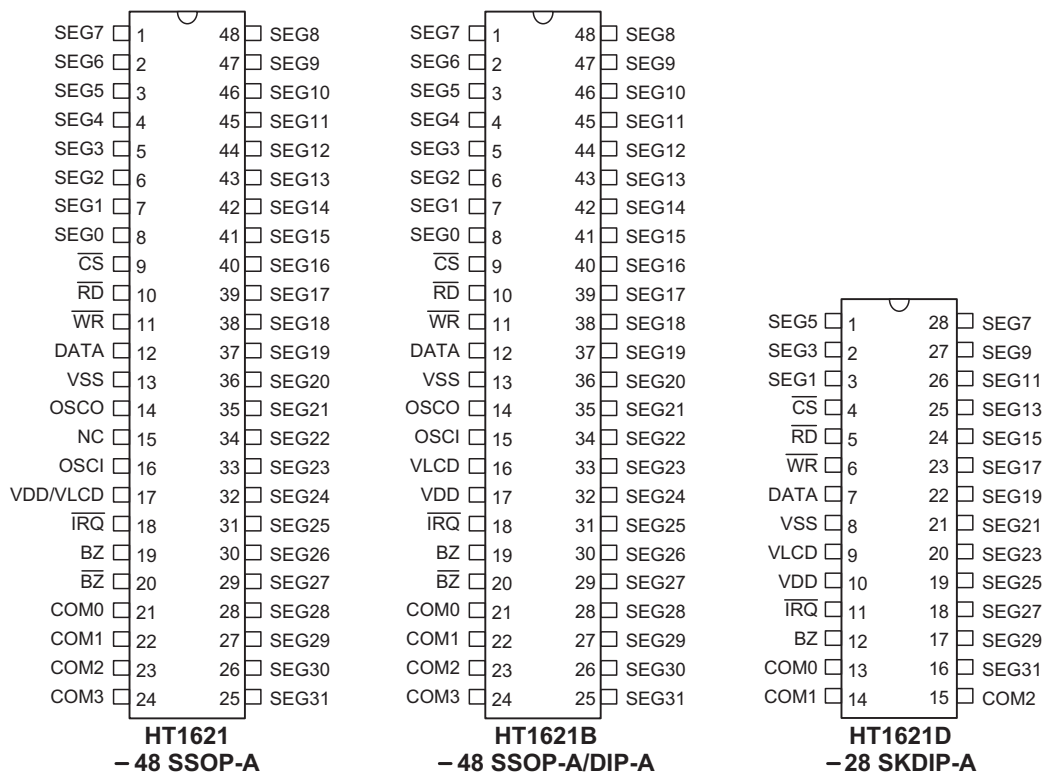 SEG7 1 48 SEG8 SEG7 1 48 SEG8
SEG6 2 47 SEG9 SEG6 2 47 SEG9
SEG5 3 46 SEG10 SEG5 3 46 SEG10
SEG4 4 45 SEG11 SEG4 4 45 SEG11
SEG3 5 44 SEG12 SEG3 5 44 SEG12
SEG2 6 43 SEG13 SEG2 6 43 SEG13
SEG1 7 42 SEG14 SEG1 7 42 SEG14
SEG0 8 41 SEG15 SEG0 8 41 SEG15
CS 9 40 SEG16 CS 9 40 SEG16
RD 10 39 SEG17 RD 10 39 SEG17
WR 11 38 SEG18 WR 11 38 SEG18 SEG5 1 28 SEG7
DATA 12 37 SEG19 DATA 12 37 SEG19 SEG3 2 27 SEG9
VSS 13 36 SEG20 VSS 13 36 SEG20 SEG1 3 26 SEG11
OSCO 14 35 SEG21 OSCO 14 35 SEG21 CS 4 25 SEG13
NC 15 34 SEG22 OSCI 15 34 SEG22 RD 5 24 SEG15
OSCI 16 33 SEG23 VLCD 16 33 SEG23 WR 6 23 SEG17
VDD/VLCD 17 32 SEG24 VDD 17 32 SEG24 DATA 7 22 SEG19
IRQ 18 31 SEG25 IRQ 18 31 SEG25 VSS 8 21 SEG21
BZ 19 30 SEG26 BZ 19 30 SEG26 VLCD 9 20 SEG23
BZ 20 29 SEG27 BZ 20 29 SEG27 VDD 10 19 SEG25
COM0 21 28 SEG28 COM0 21 28 SEG28 IRQ 11 18 SEG27
COM1 22 27 SEG29 COM1 22 27 SEG29 BZ 12 17 SEG29
COM2 23 26 SEG30 COM2 23 26 SEG30 COM0 13 16 SEG31
COM3 24 25 SEG31 COM3 24 25 SEG31 COM1 14 15 COM2
HT1621 HT1621B HT1621D
– 48 SSOP-A – 48 SSOP-A/DIP-A – 28 SKDIP-A